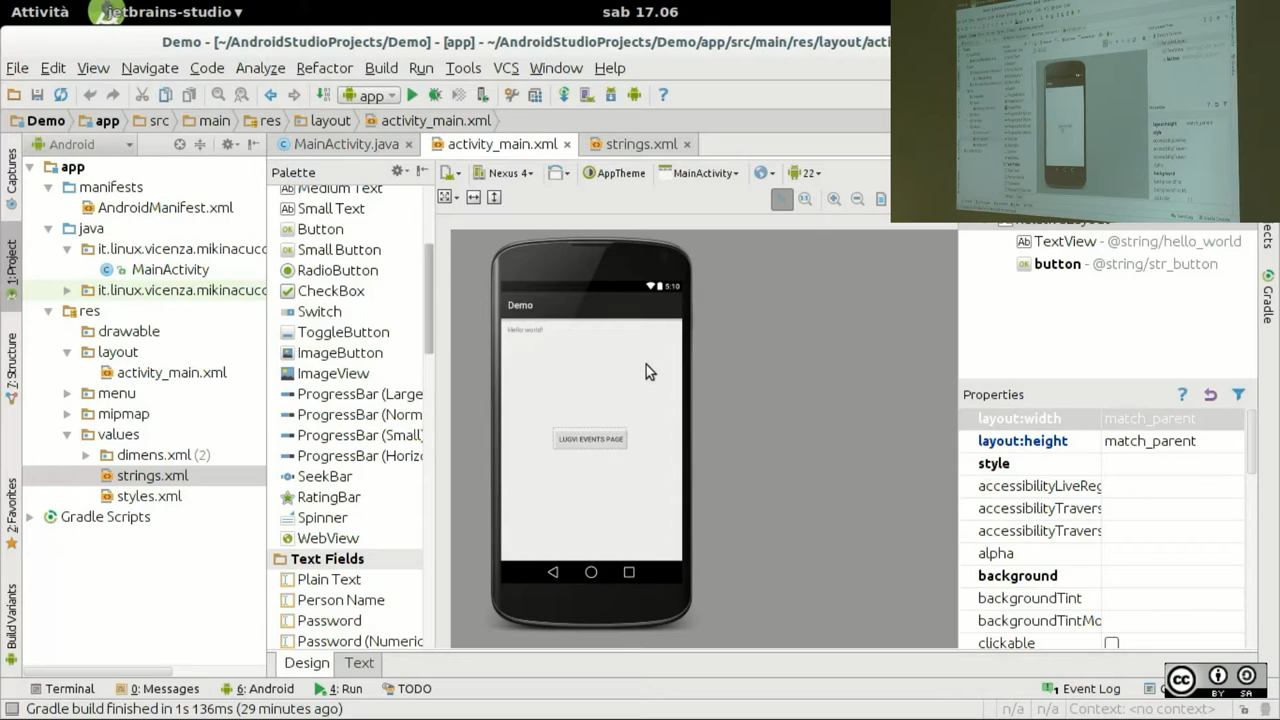 Attività
jetbrains-studio ▾
sab 17.06
Demo - [~/AndroidStudioProjects/Demo] - [app] - ~/AndroidStudioProjects/Demo/app/src/main/res/layout/acti
File Edit View Navigate Code Build Run Tools VCS Window Help
app
Demo app src main res layout activity_main.xml
Android
MainActivity.java activity_main.xml strings.xml
Captures
1: Project
7: Structure
2: Favorites
Build Variants
app
manifests
AndroidManifest.xml
java
it.linux.vicenza.mikinacucc
MainActivity
it.linux.vicenza.mikinacucc
res
drawable
layout
activity_main.xml
menu
mipmap
values
dimens.xml (2)
strings.xml
styles.xml
Gradle Scripts
Palette
Medium Text
Small Text
Button
Small Button
RadioButton
CheckBox
Switch
ToggleButton
ImageButton
ImageView
ProgressBar (Large
ProgressBar (Norm
ProgressBar (Small)
ProgressBar (Horiz
SeekBar
RatingBar
Spinner
WebView
Text Fields
Plain Text
Person Name
Password
Password (Numeric
Design Text
Nexus 4 AppTheme MainActivity 22
5:10
Demo
Hello world!
LUGVI EVENTS PAGE
TextView - @string/hello_world
button - @string/str_button
Gradle
Properties
layout:width match_parent
layout:height match_parent
style
accessibilityLiveReg
accessibilityTravers
accessibilityTravers
alpha
background
backgroundTint
backgroundTintMo
clickable
Terminal 0: Messages 6: Android 4: Run TODO
1 Event Log
Gradle build finished in 1s 136ms (29 minutes ago)
n/a n/a Context: <no context>
cc BY SA